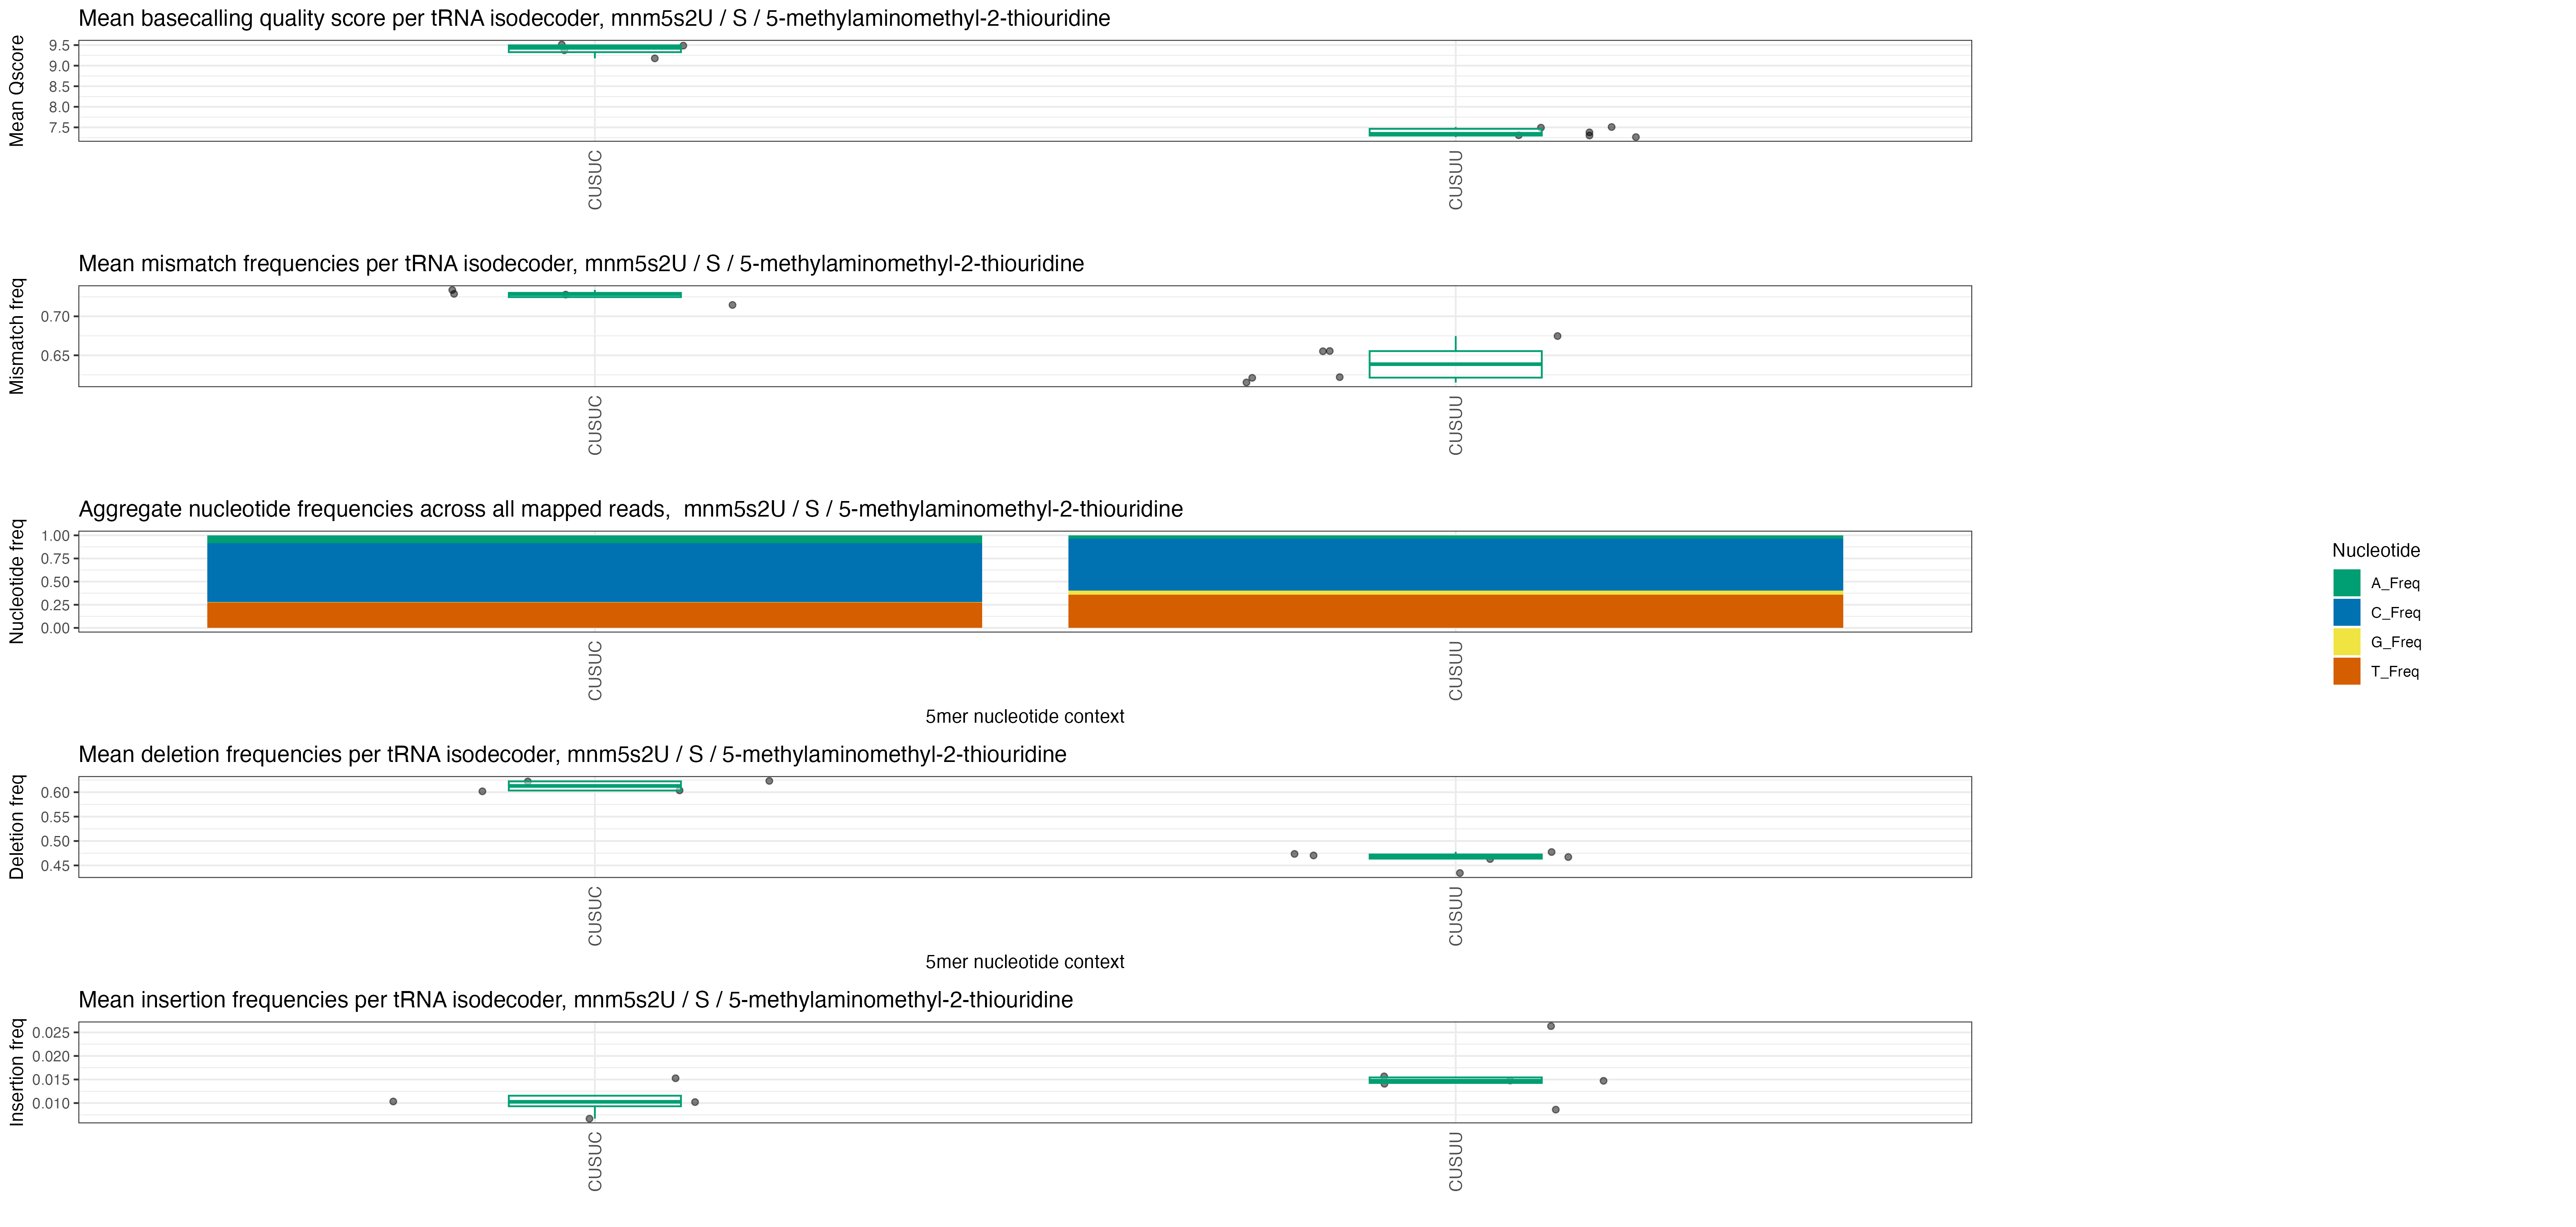 Mean basecalling quality score per tRNA isodecoder, mnm5s2U / S / 5-methylaminomethyl-2-thiouridine
Mean Qscore
9.5
9.0
8.5
8.0
7.5
CUSUC
CUSUU
Mean mismatch frequencies per tRNA isodecoder, mnm5s2U / S / 5-methylaminomethyl-2-thiouridine
Mismatch freq
0.70
0.65
CUSUC
CUSUU
Aggregate nucleotide frequencies across all mapped reads,  mnm5s2U / S / 5-methylaminomethyl-2-thiouridine
Nucleotide freq
1.00
0.75
0.50
0.25
0.00
CUSUC
CUSUU
5mer nucleotide context
Nucleotide
A_Freq
C_Freq
G_Freq
T_Freq
Mean deletion frequencies per tRNA isodecoder, mnm5s2U / S / 5-methylaminomethyl-2-thiouridine
Deletion freq
0.60
0.55
0.50
0.45
CUSUC
CUSUU
5mer nucleotide context
Mean insertion frequencies per tRNA isodecoder, mnm5s2U / S / 5-methylaminomethyl-2-thiouridine
Insertion freq
0.025
0.020
0.015
0.010
CUSUC
CUSUU